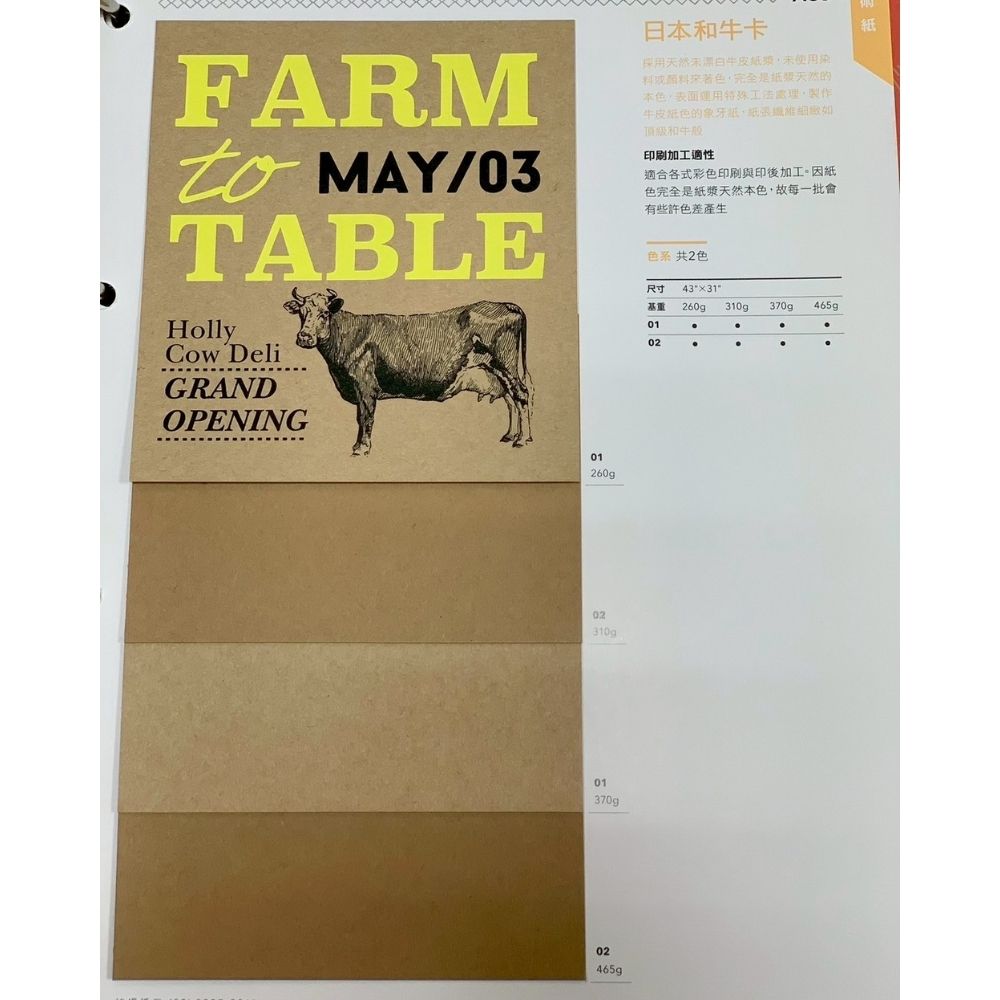 FARM
to MAY/03
TABLE
Holly
Cow Deli
GRAND
OPENING
術
紙
日本和牛卡
採用天然未漂白牛皮紙漿，未使用染
料或顏料來著色，完全是紙漿天然的
本色，表面運用特殊工法處理，製作
牛皮紙色的象牙紙，紙張纖維細緻如
頂級和牛般
印刷加工適性
適合各式彩色印刷與印後加工。因紙
色完全是紙漿天然本色，故每一批會
有些許色差產生
色系 共2色
尺寸 43"×31"
基重 260g 310g 370g 465g
01 • • • •
02 • • • •
01
260g
02
310g
01
370g
02
465g